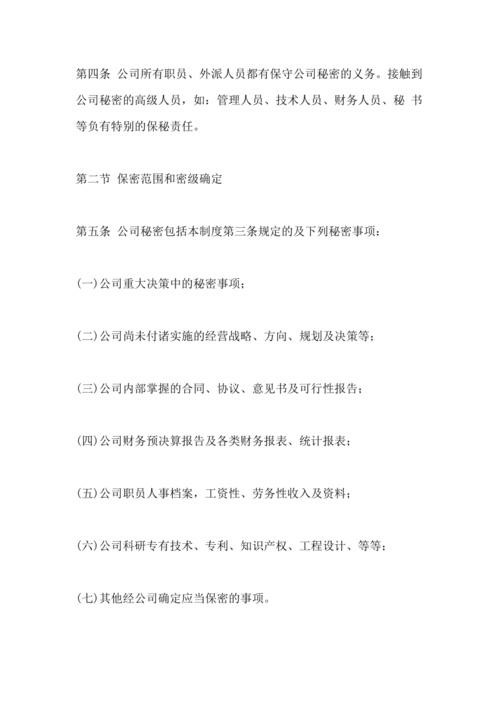 第四条 公司所有职员、外派人员都有保守公司秘密的义务。接触到
公司秘密的高级人员，如：管理人员、技术人员、财务人员、秘 书
等负有特别的保秘责任。
第二节 保密范围和密级确定
第五条 公司秘密包括本制度第三条规定的及下列秘密事项：
(一)公司重大决策中的秘密事项；
(二)公司尚未付诸实施的经营战略、方向、规划及决策等；
(三)公司内部掌握的合同、协议、意见书及可行性报告；
(四)公司财务预决算报告及各类财务报表、统计报表；
(五)公司职员人事档案，工资性、劳务性收入及资料；
(六)公司科研专有技术、专利、知识产权、工程设计、等等；
(七)其他经公司确定应当保密的事项。